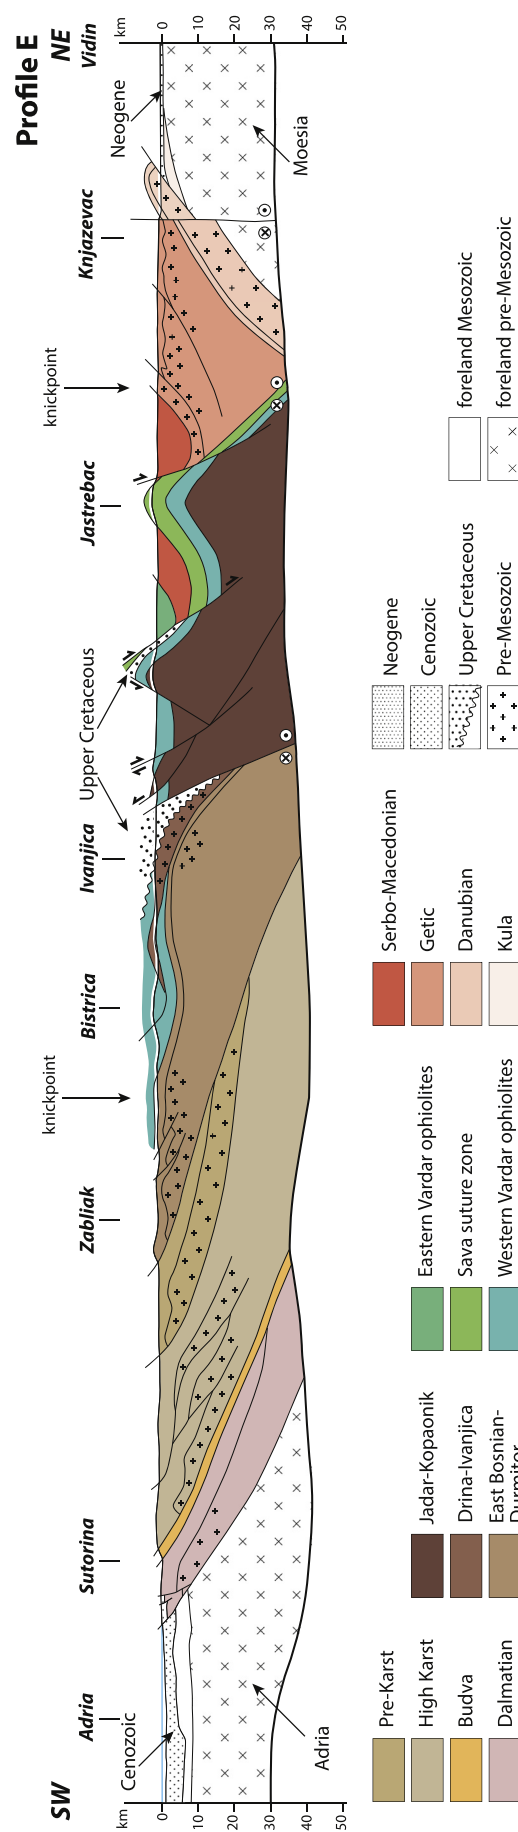 Profile E
SW
NE
Adria
Sutorina
Zabliak
Bistrica
Ivanjica
Jastrebac
Knjazevac
Vidin
knickpoint
Upper Cretaceous
knickpoint
Neogene
Cenozoic
Adria
Moesia
km
0
10
20
30
40
50
km
0
10
20
30
40
50
Pre-Karst
High Karst
Budva
Dalmatian
Jadar-Kopaonik
Drina-Ivanjica
East Bosnian-
Durmitor
Eastern Vardar ophiolites
Sava suture zone
Western Vardar ophiolites
Serbo-Macedonian
Getic
Danubian
Kula
Neogene
Cenozoic
Upper Cretaceous
Pre-Mesozoic
foreland Mesozoic
foreland pre-Mesozoic